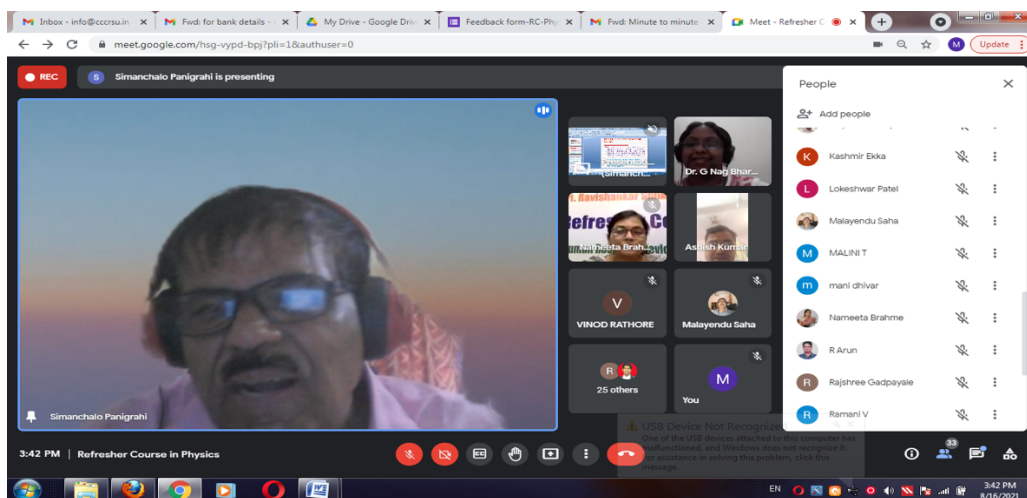 Inbox - info@cccrsu.in
Fwd: for bank details -
My Drive - Google Driv
Feedback form-RC-Phy
Fwd: Minute to minute
Meet - Refresher C
meet.google.com/hsg-vypd-bpj?pli=1&authuser=0
M
Update
REC
S
Simanchalo Panigrahi is presenting
People
Add people
K
Kashmir Ekka
L
Lokeshwar Patel
Malayendu Saha
M
MALINI T
m
mani dhivar
Nameeta Brahme
R Arun
R
Rajshree Gadpayale
R
Ramani V
(Simanch...
Dr. G Nag Bhar...
Nameeta Brah...
Ashish Kumar
V
VINOD RATHORE
Malayendu Saha
R
25 others
M
You
Simanchalo Panigrahi
USB Device Not Recognized
One of the USB devices attached to this computer has
malfunctioned, and Windows does not recognize it.
For assistance in solving this problem, click this
message.
3:42 PM | Refresher Course in Physics
33
EN
3:42 PM